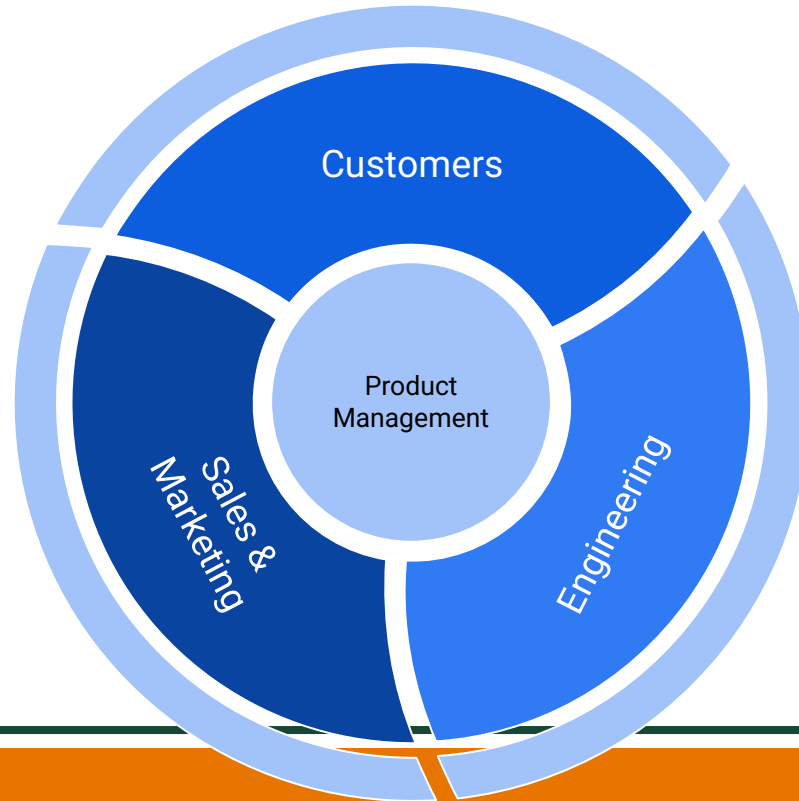 Customers
Product
Management
Sales &
Marketing
Engineering